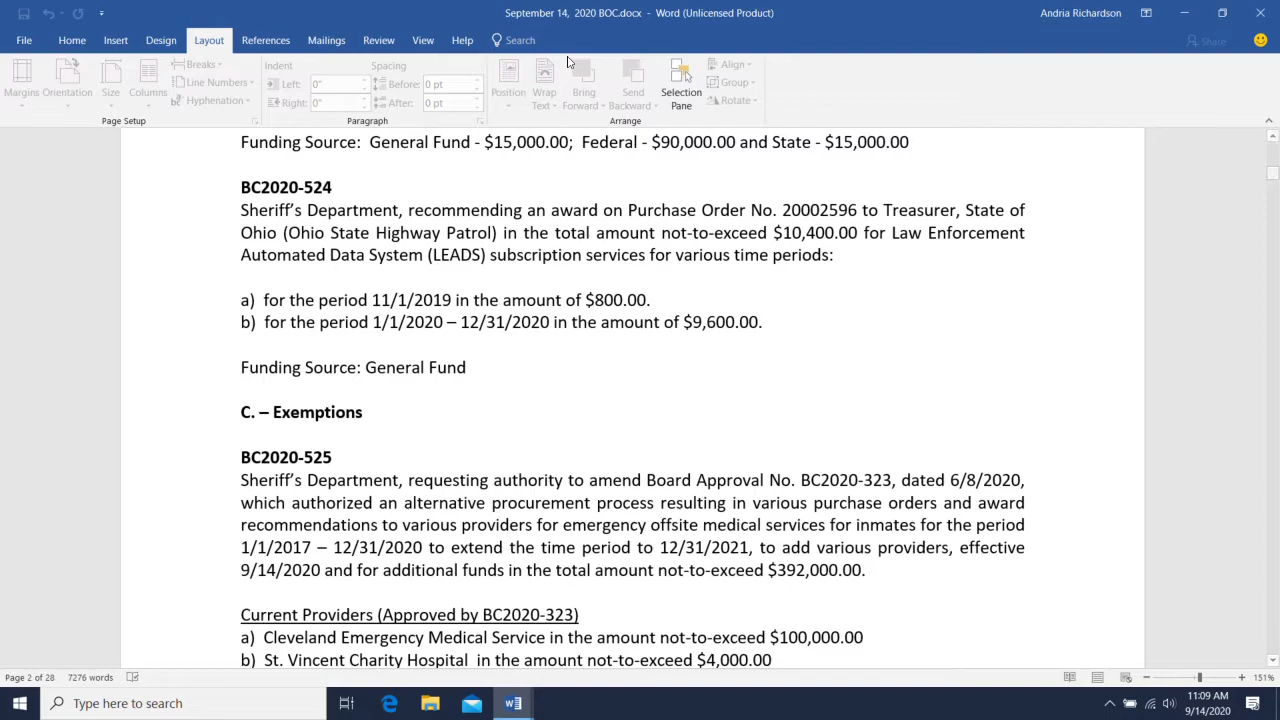 September 14, 2020 BOC.docx - Word (Unlicensed Product)
Andria Richardson
File Home Insert Design Layout References Mailings Review View Help Search Share
Margins Orientation Size Columns
Breaks
Line Numbers
Hyphenation
Page Setup
Indent Spacing
Left: 0" Before: 0 pt
Right: 0" After: 0 pt
Paragraph
Position Wrap Text Bring Forward Send Backward Selection Pane
Align
Group
Rotate
Arrange
Funding Source: General Fund - $15,000.00; Federal - $90,000.00 and State - $15,000.00
BC2020-524
Sheriff’s Department, recommending an award on Purchase Order No. 20002596 to Treasurer, State of
Ohio (Ohio State Highway Patrol) in the total amount not-to-exceed $10,400.00 for Law Enforcement
Automated Data System (LEADS) subscription services for various time periods:
a) for the period 11/1/2019 in the amount of $800.00.
b) for the period 1/1/2020 – 12/31/2020 in the amount of $9,600.00.
Funding Source: General Fund
C. – Exemptions
BC2020-525
Sheriff’s Department, requesting authority to amend Board Approval No. BC2020-323, dated 6/8/2020,
which authorized an alternative procurement process resulting in various purchase orders and award
recommendations to various providers for emergency offsite medical services for inmates for the period
1/1/2017 – 12/31/2020 to extend the time period to 12/31/2021, to add various providers, effective
9/14/2020 and for additional funds in the total amount not-to-exceed $392,000.00.
Current Providers (Approved by BC2020-323)
a) Cleveland Emergency Medical Service in the amount not-to-exceed $100,000.00
b) St. Vincent Charity Hospital in the amount not-to-exceed $4,000.00
Page 2 of 28 7276 words 151%
Type here to search
11:09 AM
9/14/2020